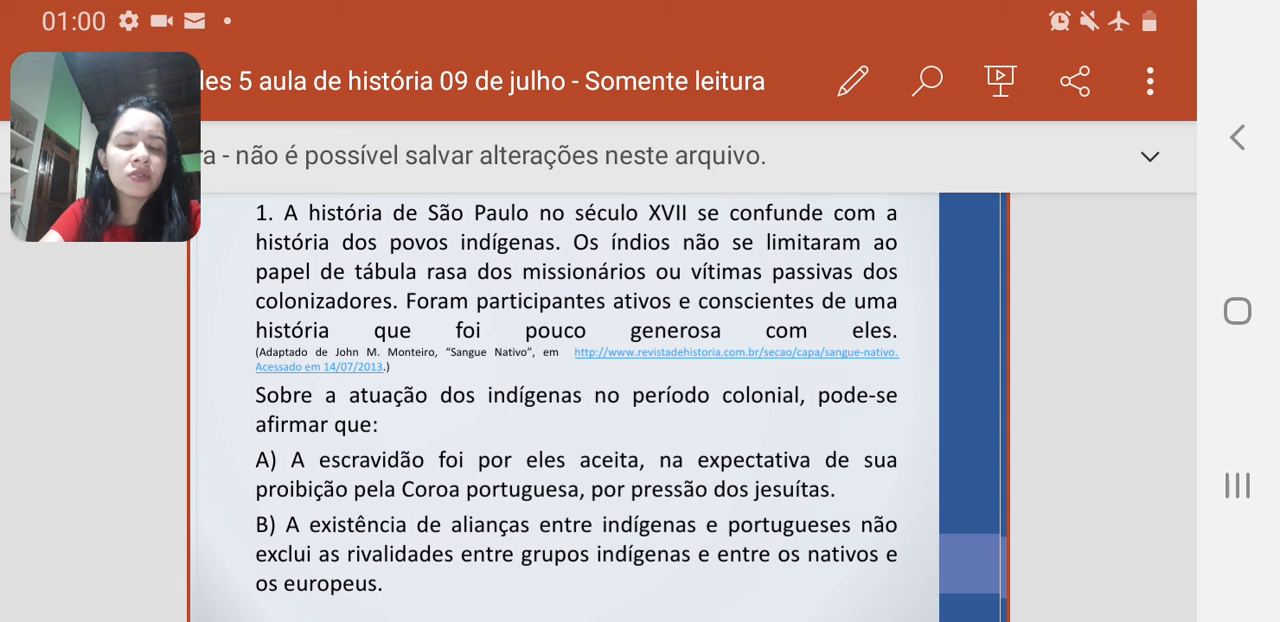 01:00
les 5 aula de história 09 de julho - Somente leitura
ra - não é possível salvar alterações neste arquivo.
1. A história de São Paulo no século XVII se confunde com a
história dos povos indígenas. Os índios não se limitaram ao
papel de tábula rasa dos missionários ou vítimas passivas dos
colonizadores. Foram participantes ativos e conscientes de uma
história que foi pouco generosa com eles.
(Adaptado de John M. Monteiro, “Sangue Nativo”, em http://www.revistadehistoria.com.br/secao/capa/sangue-nativo.
Acessado em 14/07/2013.)
Sobre a atuação dos indígenas no período colonial, pode-se
afirmar que:
A) A escravidão foi por eles aceita, na expectativa de sua
proibição pela Coroa portuguesa, por pressão dos jesuítas.
B) A existência de alianças entre indígenas e portugueses não
exclui as rivalidades entre grupos indígenas e entre os nativos e
os europeus.